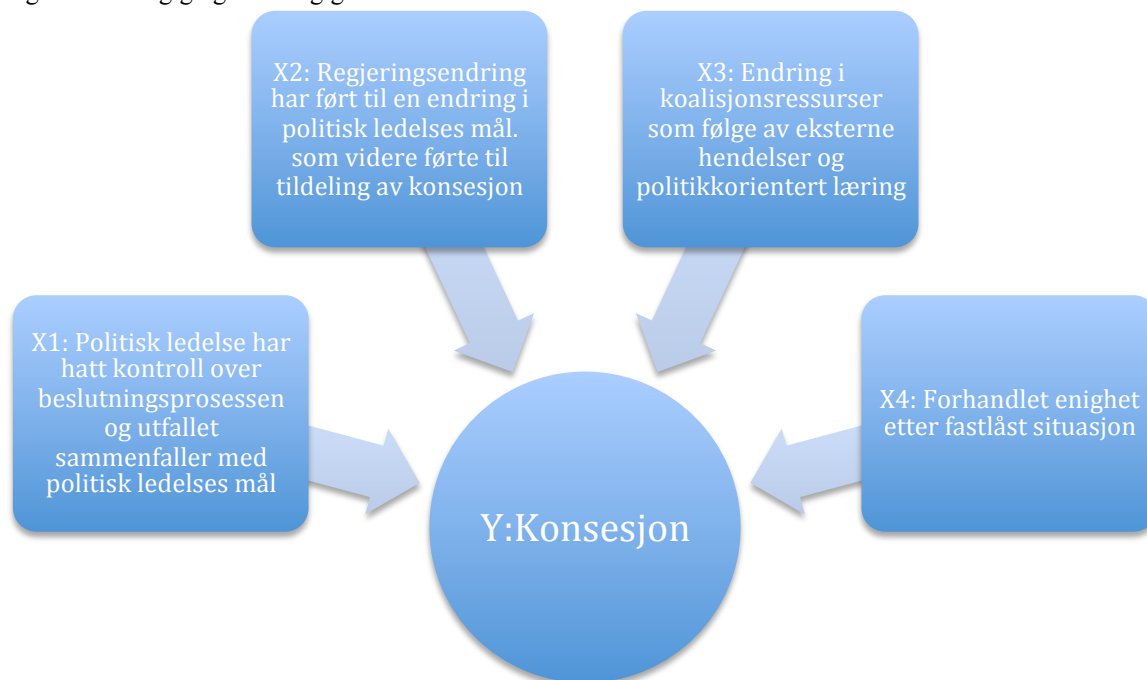 X2: Regjeringsendring
har ført til en endring i
politisk ledelses mål.
som videre førte til
tildeling av konsesjon
X3: Endring i
koalisjonsressurser
som følge av eksterne
hendelser og
politikkorientert læring
X1: Politisk ledelse har
hatt kontroll over
beslutningsprosessen
og utfallet
sammenfaller med
politisk ledelses mål
X4: Forhandlet enighet
etter fastlåst situasjon
Y:Konsesjon